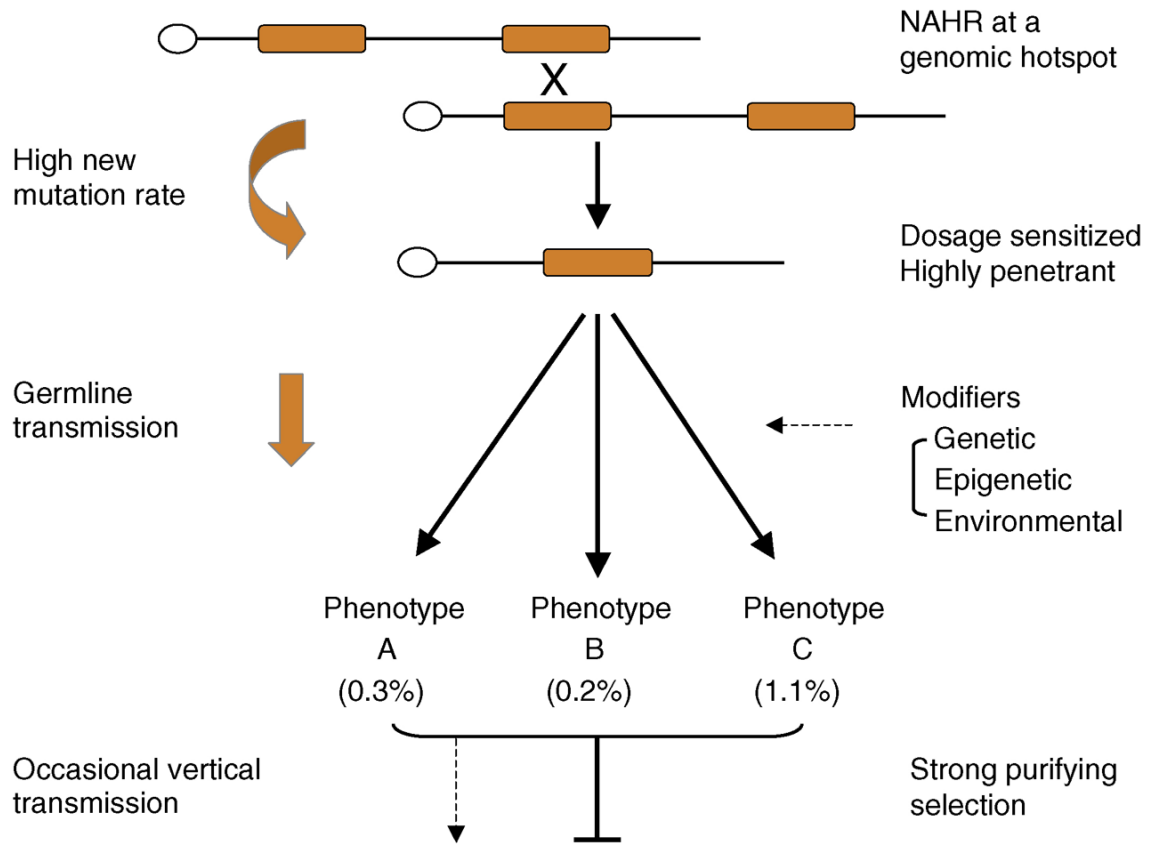 NAHR at a
genomic hotspot
X
High new
mutation rate
Dosage sensitized
Highly penetrant
Germline
transmission
Modifiers
Genetic
Epigenetic
Environmental
Phenotype
A
(0.3%)
Phenotype
B
(0.2%)
Phenotype
C
(1.1%)
Occasional vertical
transmission
Strong purifying
selection